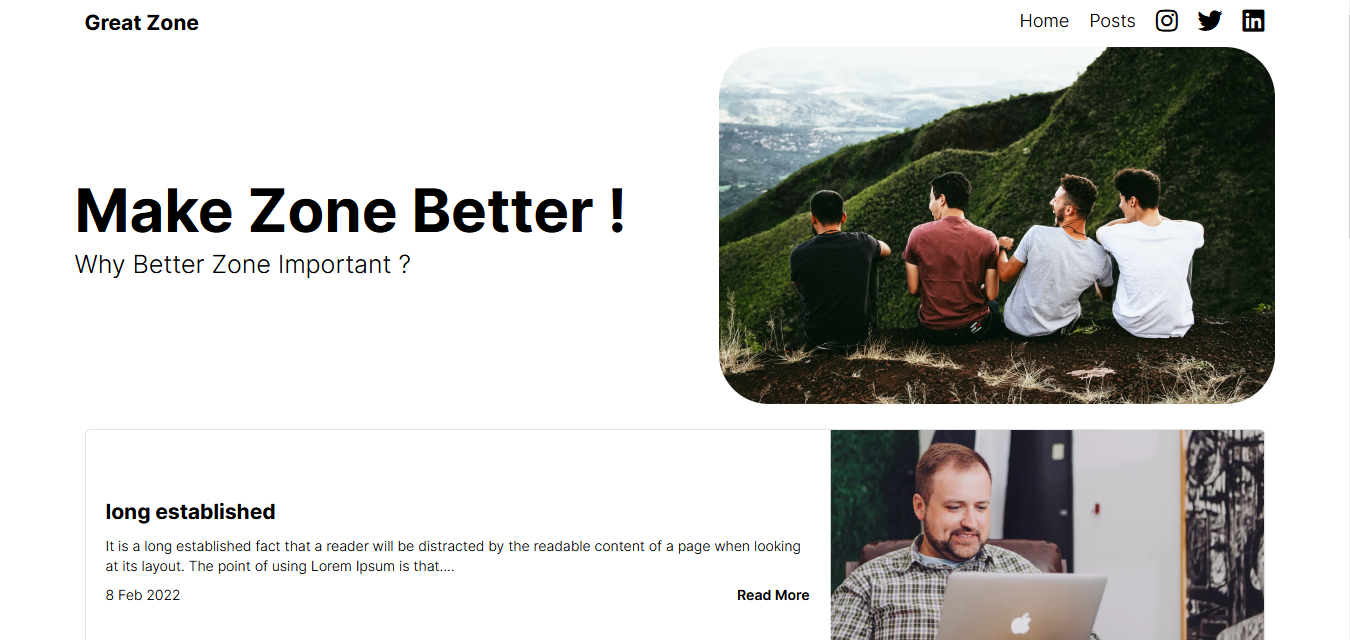 Great Zone
Home Posts
Make Zone Better !
Why Better Zone Important ?
long established
It is a long established fact that a reader will be distracted by the readable content of a page when looking
at its layout. The point of using Lorem Ipsum is that....
8 Feb 2022 Read More